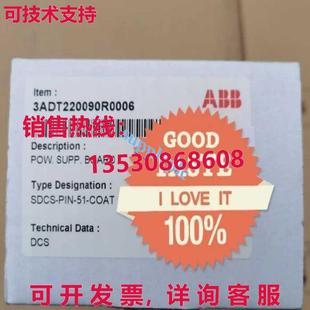 可技术支持
Item :
3ADT220090R0006
ABB
销售热线:
13530868608
Description :
POW. SUPP. B
Type Designation :
SDCS-PIN-51-COAT
Technical Data :
DCS
GOOD
I LOVE IT
100%
可开发票,详询客服